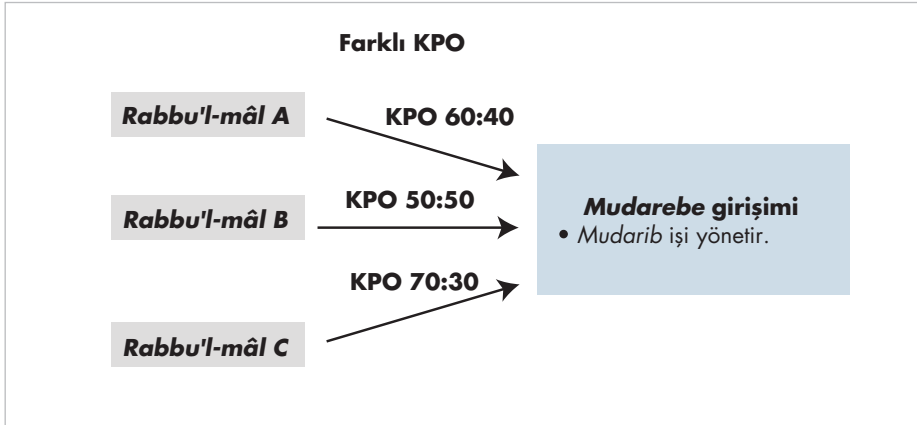 Farklı KPO
Rabbu'l-mâl A
KPO 60:40
Rabbu'l-mâl B
KPO 50:50
Rabbu'l-mâl C
KPO 70:30
Mudarebe girişimi
• Mudarib işi yönetir.